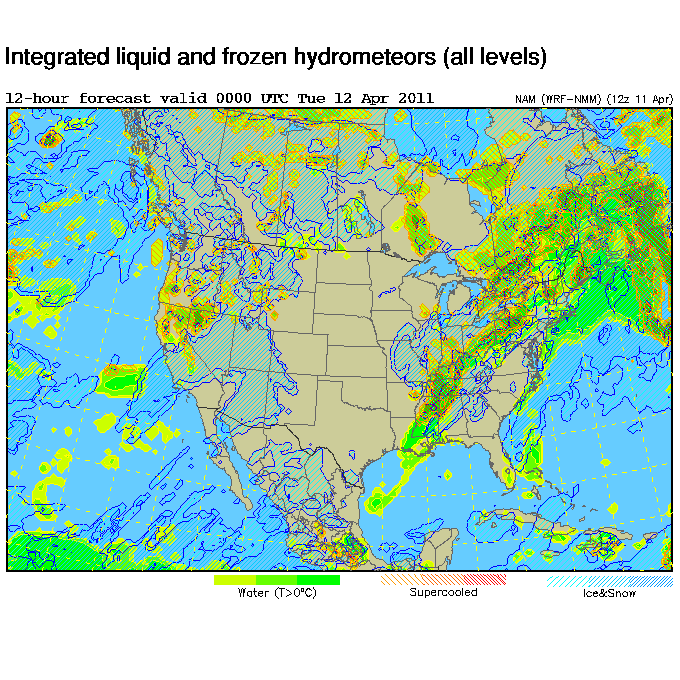 Integrated liquid and frozen hydrometeors (all levels)
12-hour forecast valid 0000 UTC Tue 12 Apr 2011
NAM (WRF-NMM) (12z 11 Apr)
Water (T>0°C)
Supercooled
Ice&Snow